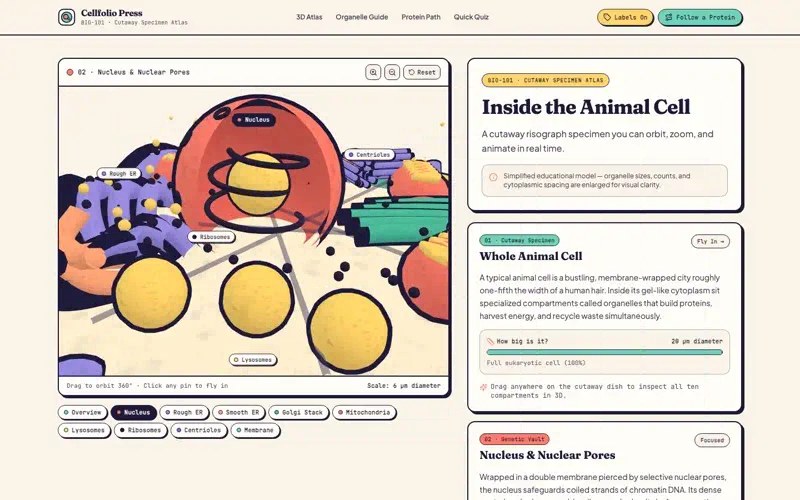 Cellfolio Press
BIO-101 · Cutaway Specimen Atlas
3D Atlas
Organelle Guide
Protein Path
Quick Quiz
Labels On
Follow a Protein
02 · Nucleus & Nuclear Pores
Reset
Nucleus
Centrioles
Rough ER
Ribosomes
Lysosomes
Drag to orbit 360° · Click any pin to fly in
Scale: 6 μm diameter
Overview
Nucleus
Rough ER
Smooth ER
Golgi Stack
Mitochondria
Lysosomes
Ribosomes
Centrioles
Membrane
BIO-101 · CUTAWAY SPECIMEN ATLAS
Inside the Animal Cell
A cutaway risograph specimen you can orbit, zoom, and
animate in real time.
Simplified educational model — organelle sizes, counts, and
cytoplasmic spacing are enlarged for visual clarity.
01 · Cutaway Specimen
Fly In →
Whole Animal Cell
A typical animal cell is a bustling, membrane-wrapped city roughly
one-fifth the width of a human hair. Inside its gel-like cytoplasm sit
specialized compartments called organelles that build proteins,
harvest energy, and recycle waste simultaneously.
How big is it?
20 μm diameter
Full eukaryotic cell (100%)
Drag anywhere on the cutaway dish to inspect all ten
compartments in 3D.
02 · Genetic Vault
Focused
Nucleus & Nuclear Pores
Wrapped in a double membrane pierced by selective nuclear pores,
the nucleus safeguards coiled strands of chromatin DNA. Its dense